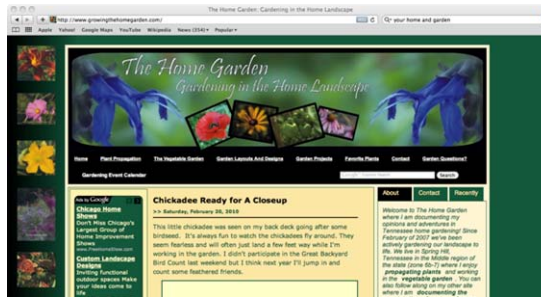 The Home Garden: Gardening in the Home Landscape
http://www.growingthehomegarden.com/
your home and garden
Apple Yahoo! Google Maps YouTube Wikipedia News (354) Popular
The Home Garden
Gardening in the Home Landscape
Home Plant Propagation The Vegetable Garden Garden Layouts And Designs Garden Projects Favorite Plants Contact Garden Questions?
Gardening Event Calender
Search
Ads by Google
Chicago Home
Shows
Don't Miss Chicago's
Largest Group of
Home Improvement
Shows
Custom Landscape
Designs
Inviting functional
outdoor spaces Make
your ideas come to
life
Chickadee Ready for A Closeup
>> Saturday, February 20, 2010
This little chickadee was seen on my back deck going after some
birdseed. It's always fun to watch the chickadees fly around. They
seem fearless and will often just land a few feet way while I'm
working in the garden. I didn't participate in the Great Backyard
Bird Count last weekend but I think next year I'll jump in and
count some feathered friends.
About Contact Recently
Welcome to The Home Garden
where I am documenting my
opinions and adventures in
Tennessee home gardening! Since
February of 2007 we've been
actively gardening our landscape to
life. We live in Spring Hill,
Tennessee in the Middle region of
the state (zone 6b-7) where I enjoy
propagating plants and working
in the vegetable garden. You can
also follow along on my other site
where I am documenting the